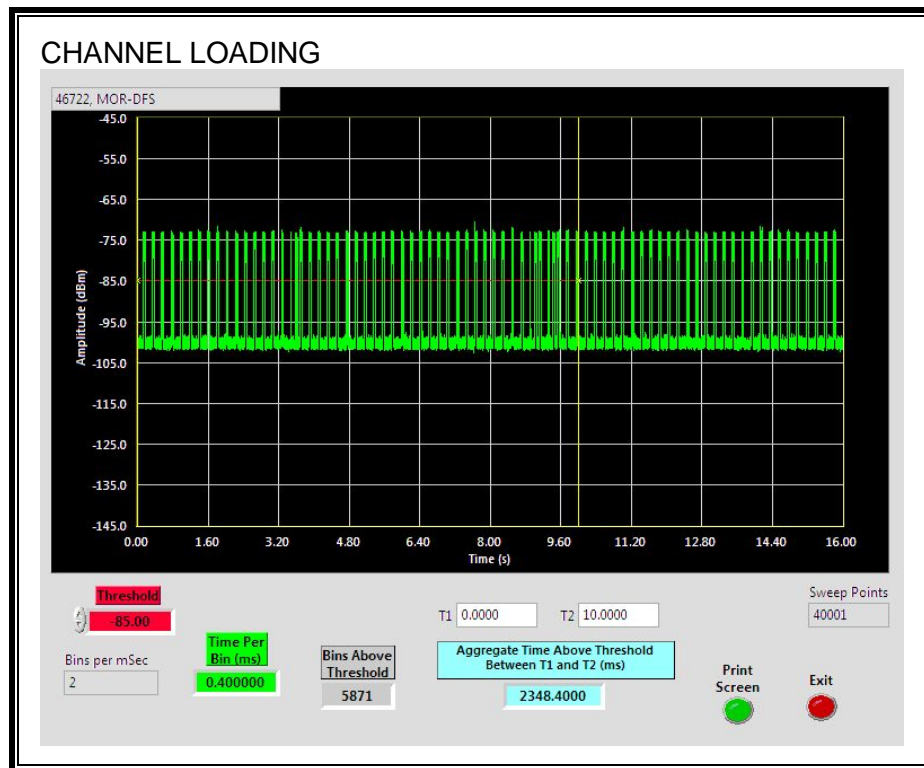 CHANNEL LOADING
46722, MOR-DFS
-45.0
-55.0
-65.0
-75.0
-85.0
-95.0
-105.0
-115.0
-125.0
-135.0
-145.0
Amplitude (dBm)
0.00 1.60 3.20 4.80 6.40 8.00 9.60 11.20 12.80 14.40 16.00
Time (s)
Threshold
-85.00
Bins per mSec
2
Time Per
Bin (ms)
0.400000
Bins Above
Threshold
5871
T1 0.0000 T2 10.0000
Aggregate Time Above Threshold
Between T1 and T2 (ms)
2348.4000
Sweep Points
40001
Print
Screen
Exit